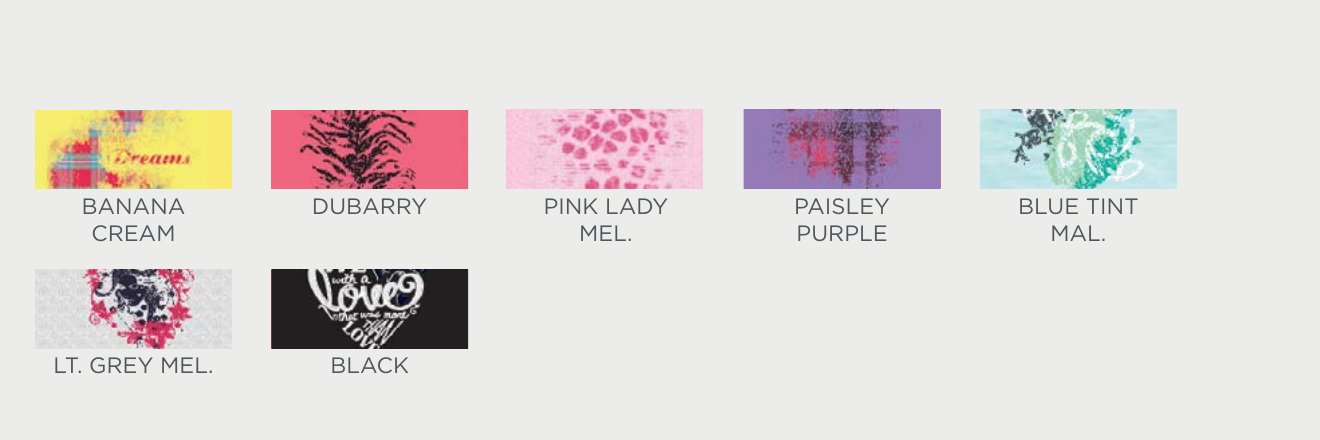 Dreams
BANANA
CREAM
DUBARRY
PINK LADY
MEL.
PAISLEY
PURPLE
BLUE TINT
MAL.
with a
Love
that was more
THAN
LOVE
LT. GREY MEL.
BLACK